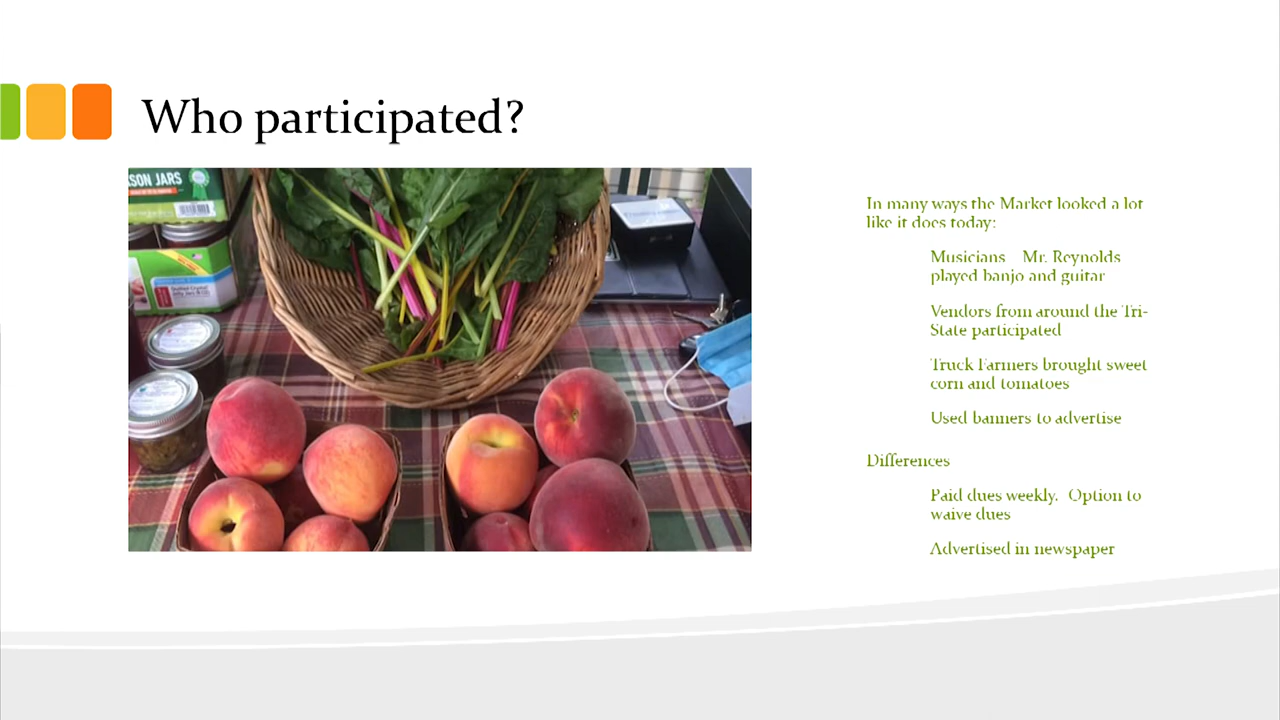 Who participated?
SON JARS
In many ways the Market looked a lot
like it does today:
Musicians Mr. Reynolds
played banjo and guitar
Vendors from around the Tri-
State participated
Truck Farmers brought sweet
corn and tomatoes
Used banners to advertise
Differences
Paid dues weekly. Option to
waive dues
Advertised in newspaper